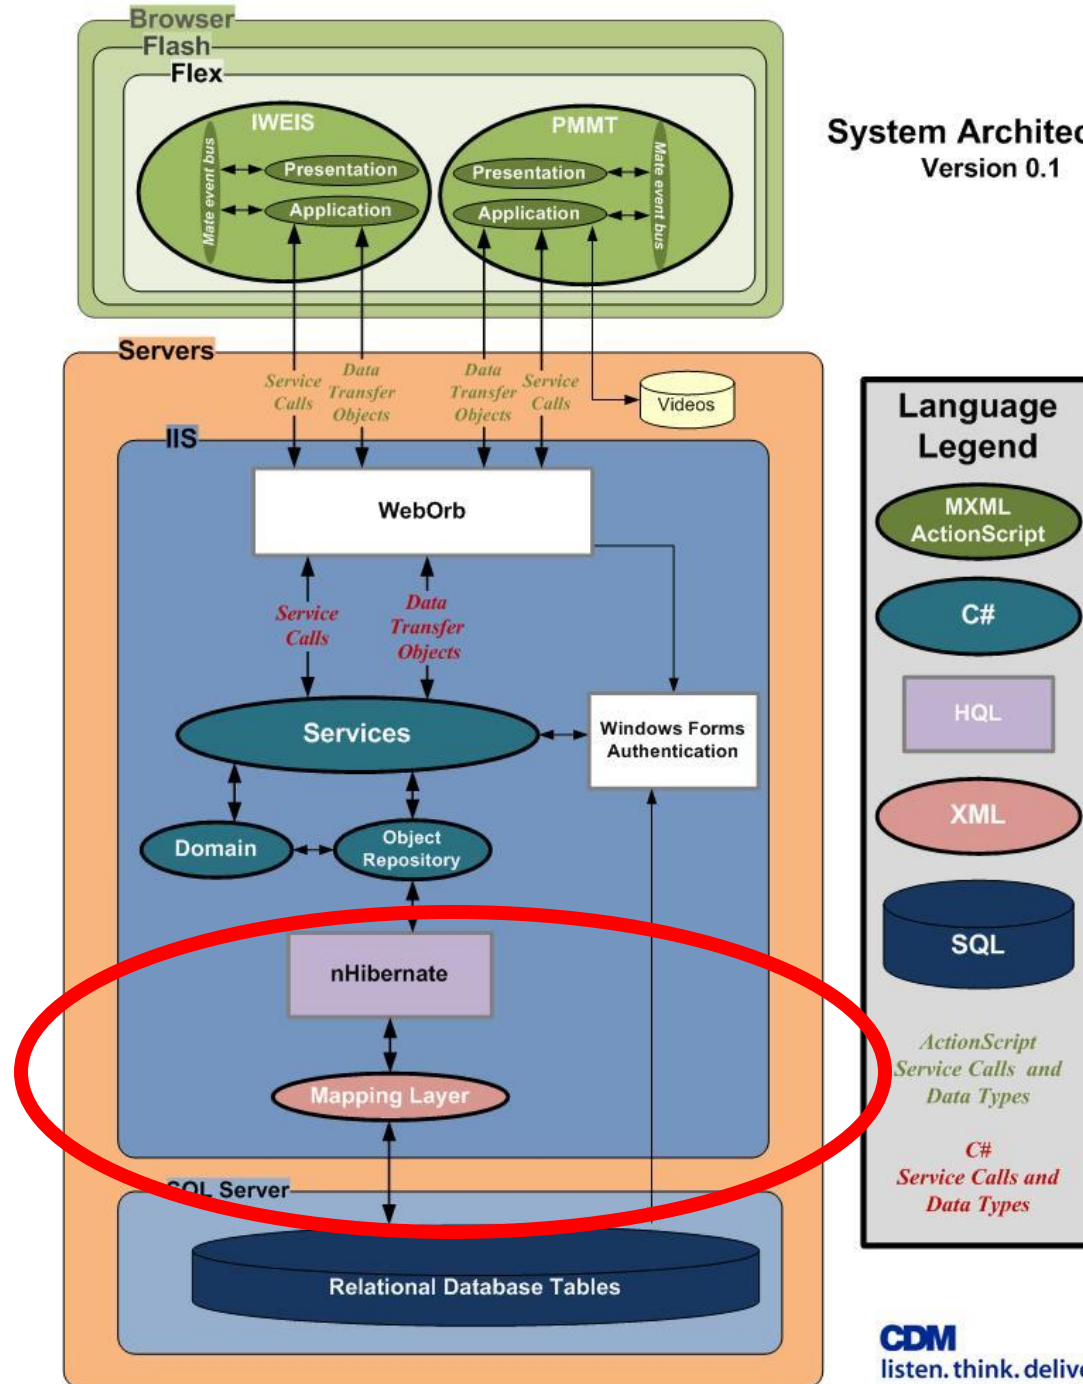 Browser
Flash
Flex
IWEIS
PMMT
Mate event bus
Presentation
Application
Presentation
Application
Mate event bus
System Architec
Version 0.1
Servers
Service
Calls
Data
Transfer
Objects
Data
Transfer
Objects
Service
Calls
Videos
IIS
WebOrb
Service
Calls
Data
Transfer
Objects
Services
Windows Forms
Authentication
Domain
Object
Repository
nHibernate
Mapping Layer
SQL Server
Relational Database Tables
Language
Legend
MXML
ActionScript
C#
HQL
XML
SQL
ActionScript
Service Calls and
Data Types
C#
Service Calls and
Data Types
CDM
listen. think. delive